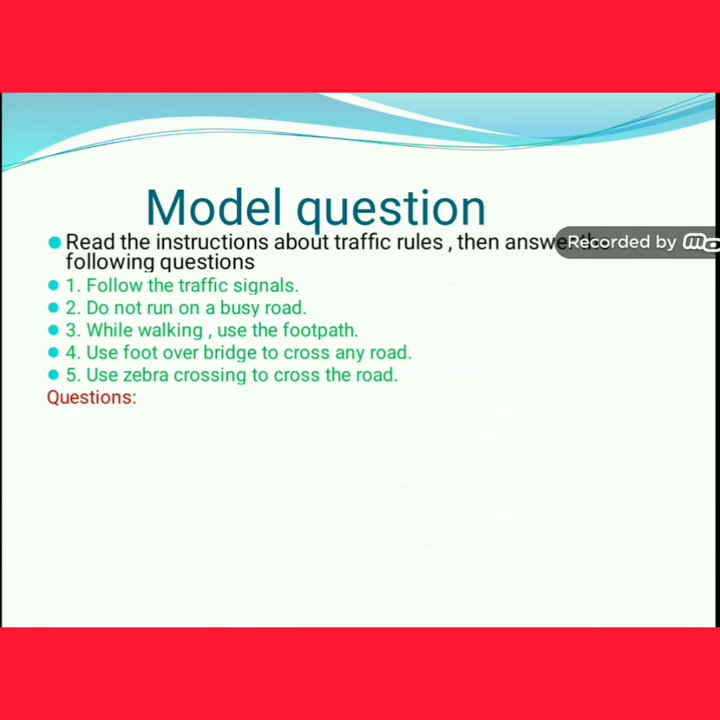 Model question
Read the instructions about traffic rules , then answer the
following questions
1. Follow the traffic signals.
2. Do not run on a busy road.
3. While walking , use the footpath.
4. Use foot over bridge to cross any road.
5. Use zebra crossing to cross the road.
Questions:
Recorded by